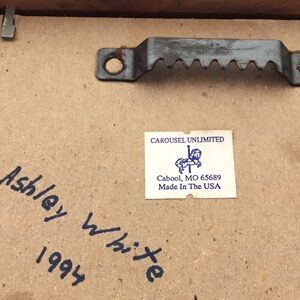 CAROUSEL UNLIMITED
Cabool, MO 65689
Made In The USA
Ashley White
1994